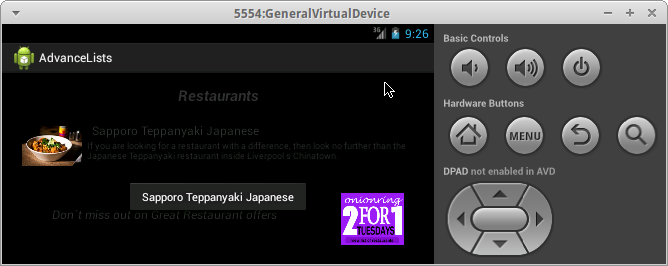 5554:GeneralVirtualDevice
3G
9:26
AdvanceLists
Restaurants
Sapporo Teppanyaki Japanese
If you are looking for a restaurant with a difference, then look no further than the
Japanese Teppanyaki restaurant inside Liverpool's Chinatown.
Sapporo Teppanyaki Japanese
Don't miss out on Great Restaurant offers
onionring
2 FOR 1
TUESDAYS
Basic Controls
Hardware Buttons
MENU
DPAD not enabled in AVD